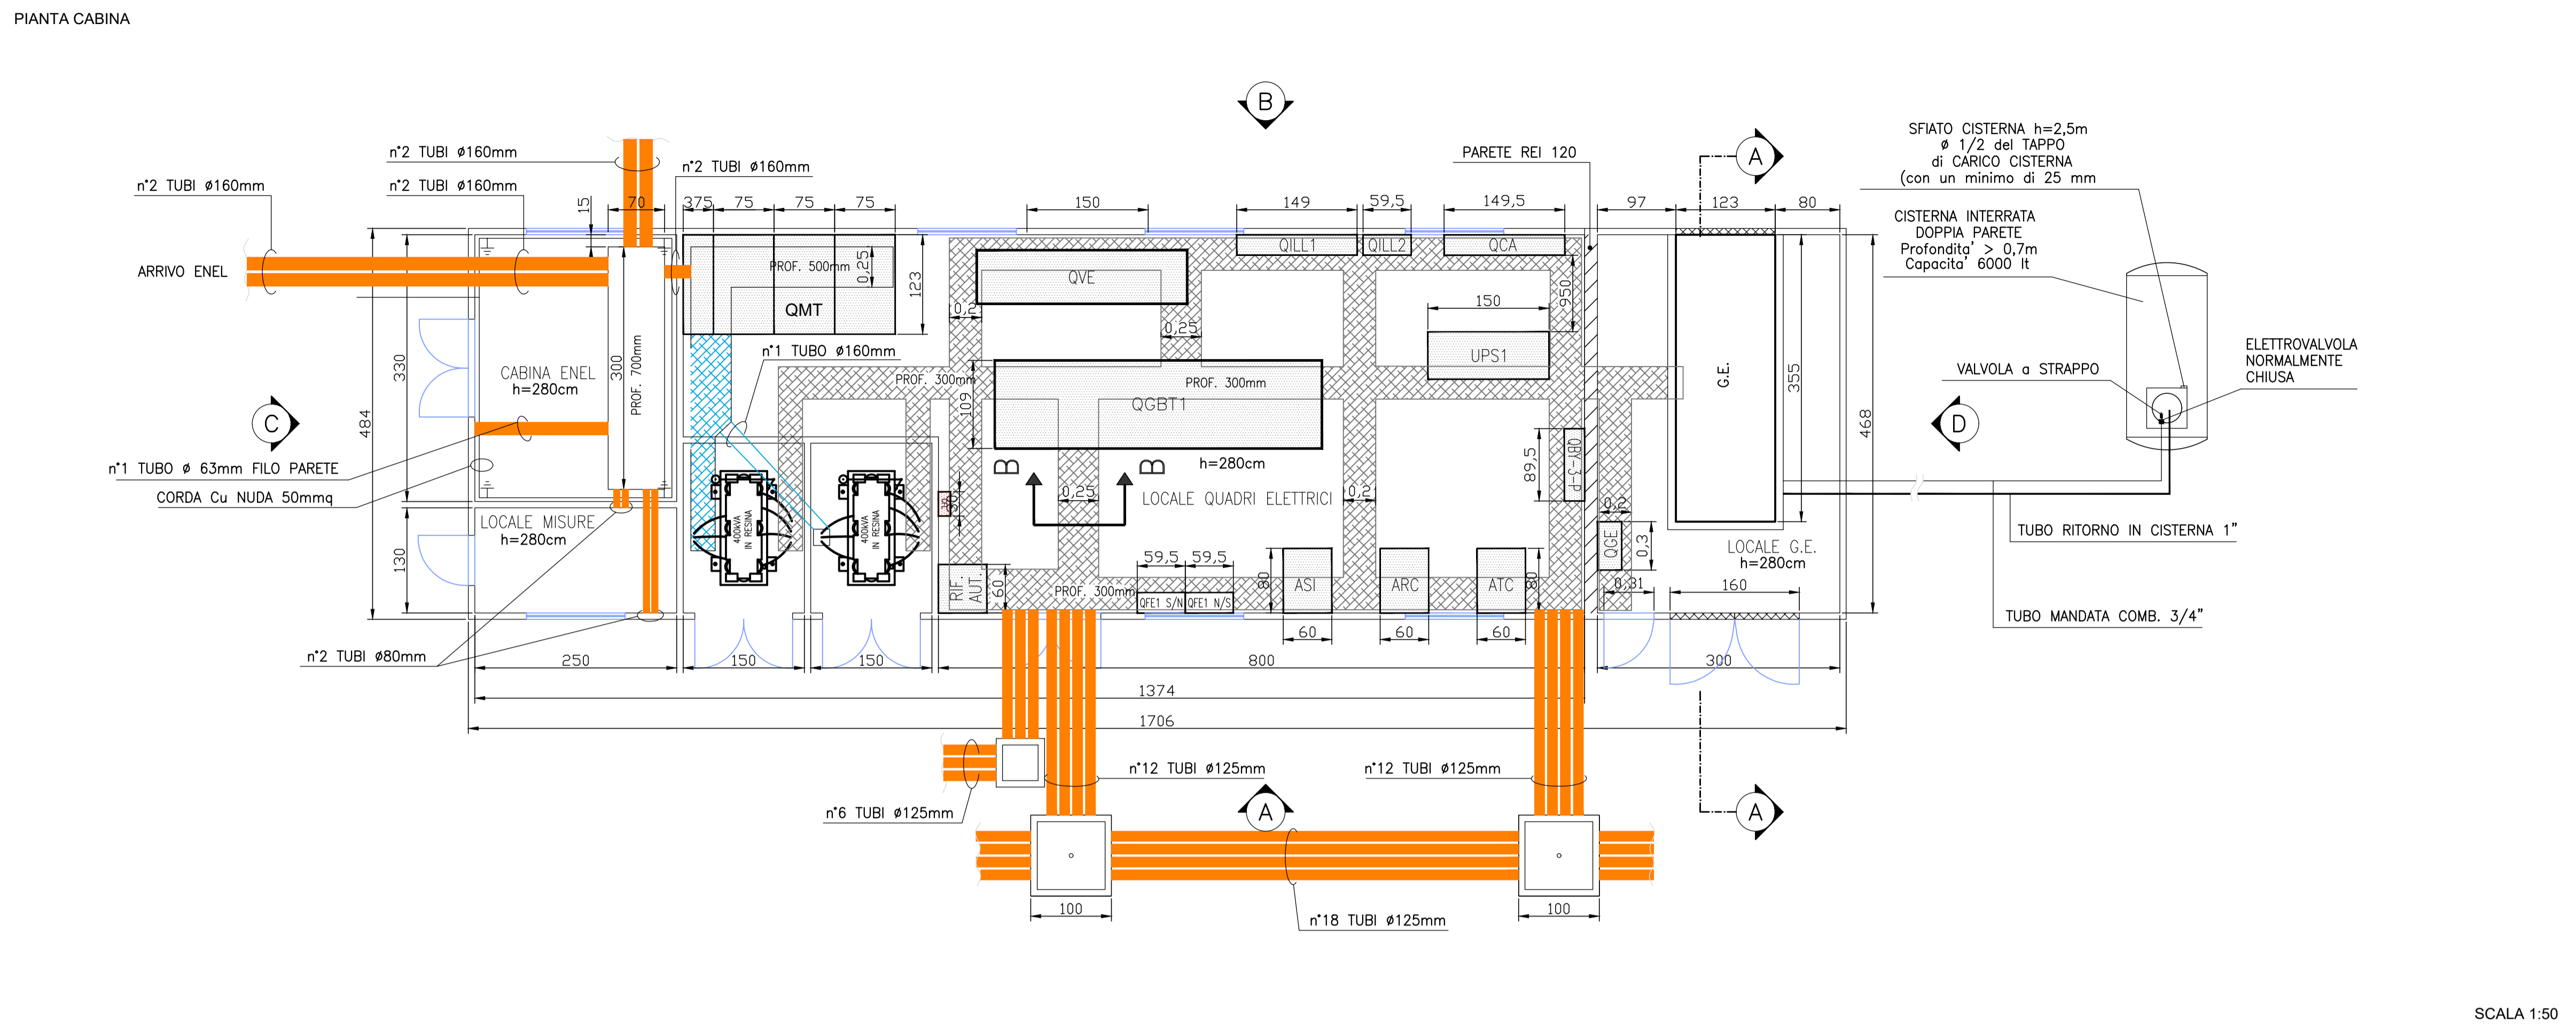 PIANTA CABINA
B
n°2 TUBI ø160mm
n°2 TUBI ø160mm
n°2 TUBI ø160mm
n°2 TUBI ø160mm
PARETE REI 120
A
SFIATO CISTERNA h=2,5m
ø 1/2 del TAPPO
di CARICO CISTERNA
(con un minimo di 25 mm
CISTERNA INTERRATA
DOPPIA PARETE
Profondita' > 0,7m
Capacita' 6000 lt
15
70
375
75
75
75
150
149
59,5
149,5
97
123
80
ARRIVO ENEL
PROF. 500mm
0,25
123
QMT
QVE
QILL1
QILL2
QCA
950
150
UPS1
0,2
0,25
n°1 TUBO ø160mm
484
330
CABINA ENEL
h=280cm
300
PROF. 700mm
PROF. 300mm
109
PROF. 300mm
QGBT1
h=280cm
G.E.
355
468
ELETTROVALVOLA
NORMALMENTE
CHIUSA
VALVOLA a STRAPPO
C
D
n°1 TUBO ø 63mm FILO PARETE
CORDA Cu NUDA 50mmq
B
B
0,25
LOCALE QUADRI ELETTRICI
0,2
89,5
QBY-3-P
0,2
QGE
0,3
0,31
LOCALE MISURE
h=280cm
130
400kVA
IN RESINA
400kVA
IN RESINA
30
RIF.
AUT.
60
PROF. 300mm
59,5
59,5
QFE1 S/N
QFE1 N/S
80
ASI
ARC
ATC
80
60
60
60
LOCALE G.E.
h=280cm
160
TUBO RITORNO IN CISTERNA 1"
TUBO MANDATA COMB. 3/4"
n°2 TUBI ø80mm
250
150
150
800
300
1374
1706
n°12 TUBI ø125mm
n°12 TUBI ø125mm
n°6 TUBI ø125mm
A
A
100
100
n°18 TUBI ø125mm
SCALA 1:50